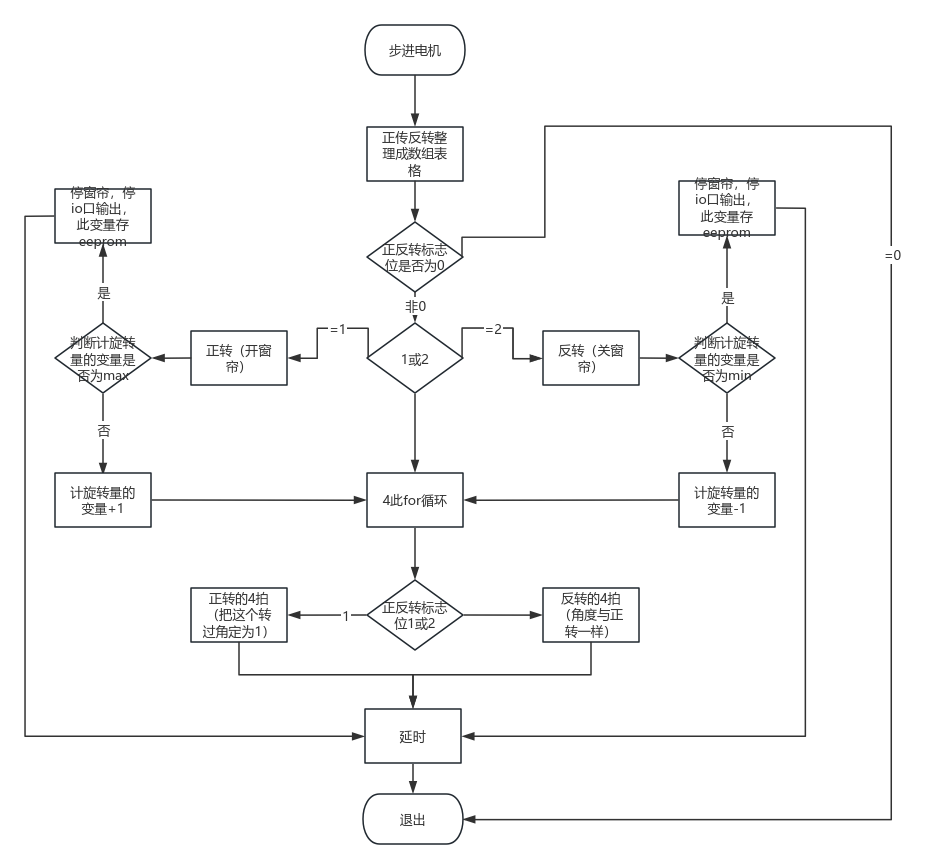 步进电机
正传反转整
理成数组表
格
停窗帘，停
io口输出，
此变量存
eeprom
停窗帘，停
io口输出，
此变量存
eeprom
正反转标志
位是否为0
=0
是
非0
是
=1
=2
判断计旋转
量的变量是
否为max
正转（开窗
帘）
1或2
反转（关窗
帘）
判断计旋转
量的变量是
否为min
否
否
计旋转量的
变量+1
4此for循环
计旋转量的
变量-1
正转的4拍
（把这个转
过角定为1）
1
正反转标志
位1或2
反转的4拍
（角度与正
转一样）
延时
退出